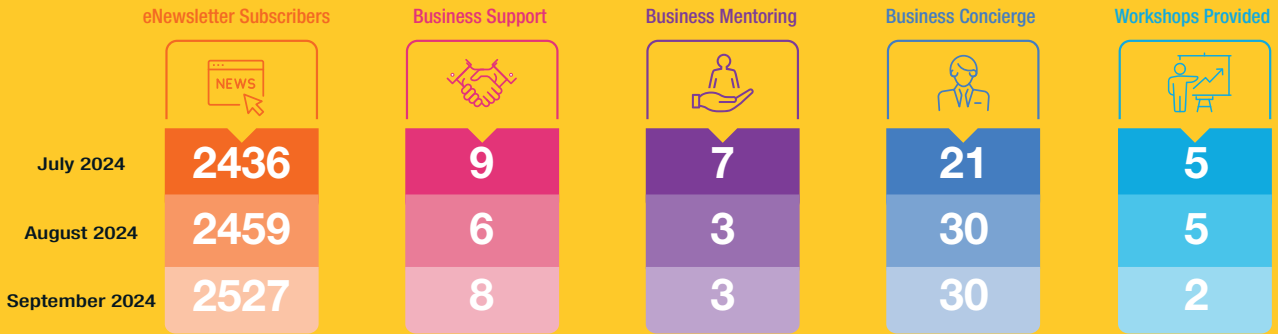 eNewsletter Subscribers Business Support Business Mentoring Business Concierge Workshops Provided
NEWS
July 2024 2436 9 7 21 5
August 2024 2459 6 3 30 5
September 2024 2527 8 3 30 2